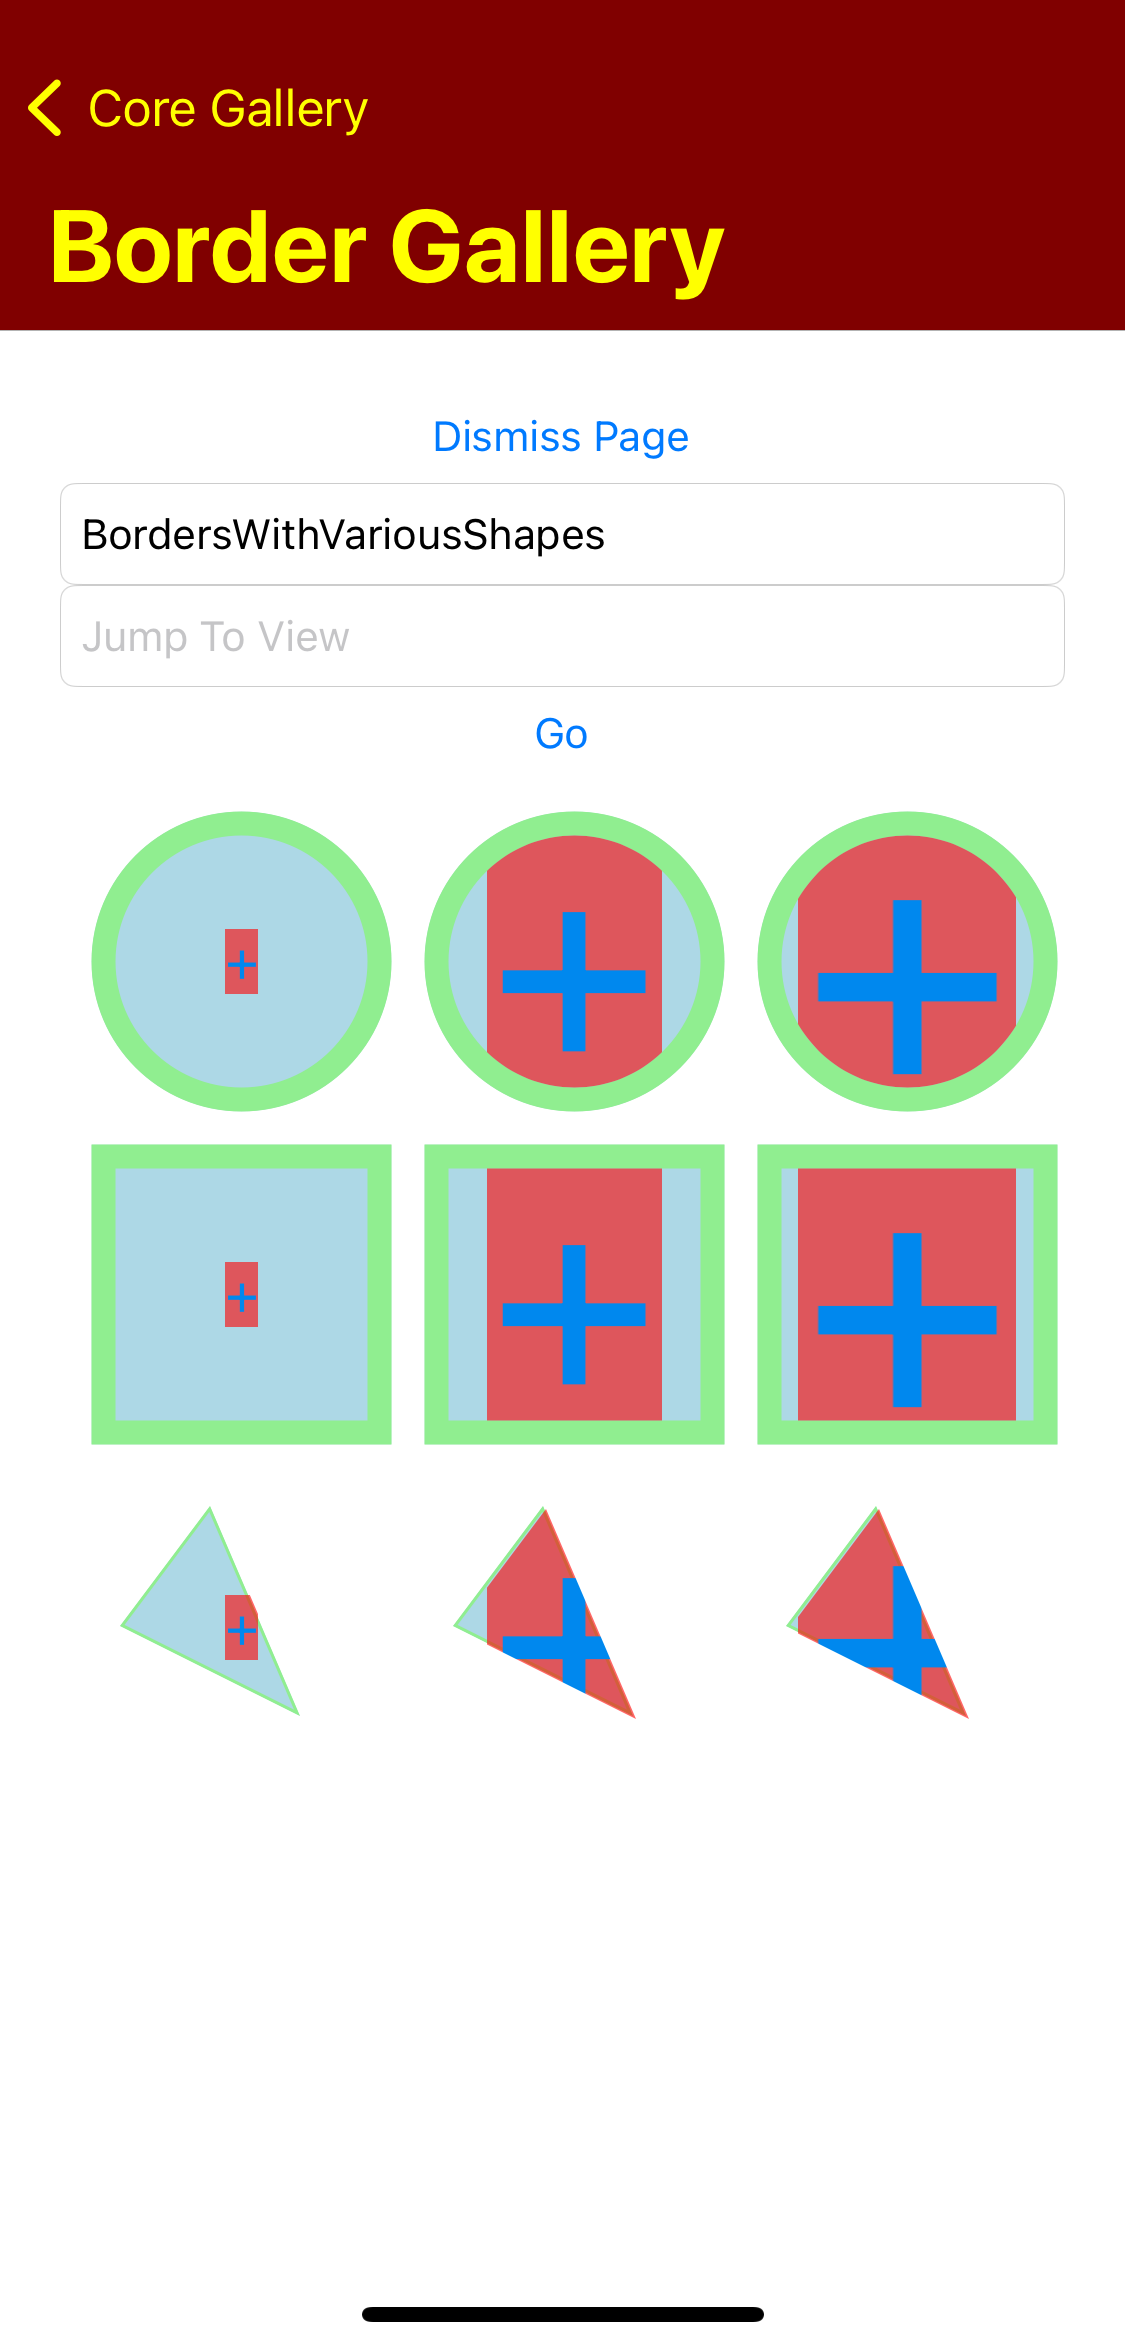 Core Gallery
Border Gallery
Dismiss Page
BordersWithVariousShapes
Jump To View
Go
+ + +
+ + +
+ + +